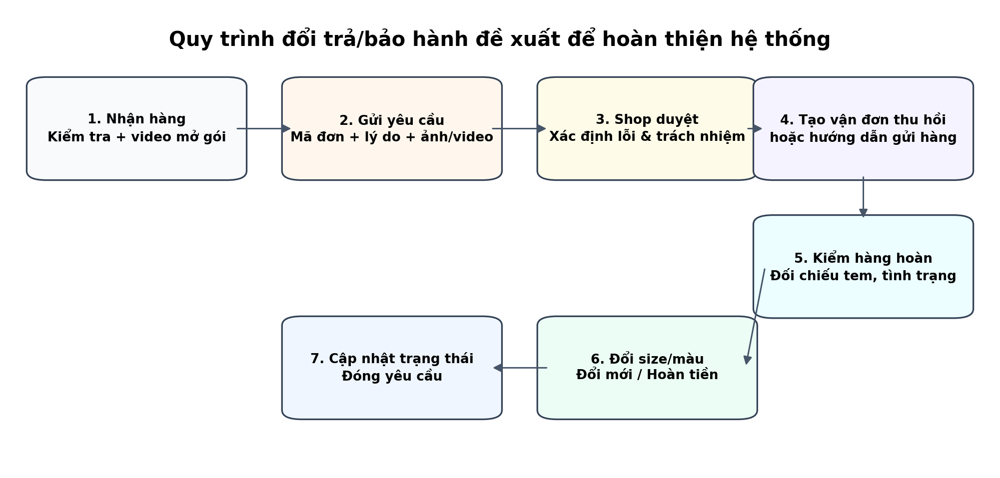 Quy trình đổi trả/bảo hành đề xuất để hoàn thiện hệ thống
1. Nhận hàng
Kiểm tra + video mở gói
2. Gửi yêu cầu
Mã đơn + lý do + ảnh/video
3. Shop duyệt
Xác định lỗi & trách nhiệm
4. Tạo vận đơn thu hồi
hoặc hướng dẫn gửi hàng
5. Kiểm hàng hoàn
Đối chiếu tem, tình trạng
6. Đổi size/màu
Đổi mới / Hoàn tiền
7. Cập nhật trạng thái
Đóng yêu cầu